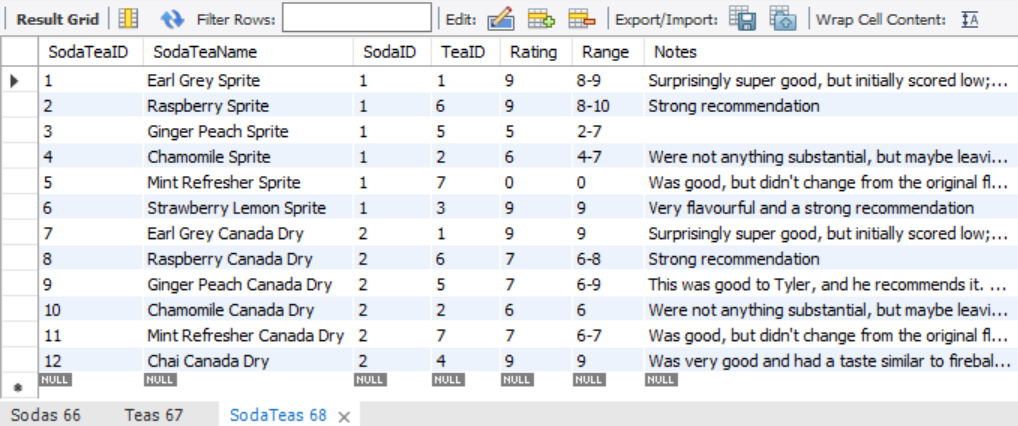 Result Grid Filter Rows: Edit: Export/Import: Wrap Cell Content: IA
SodaTeaID SodaTeaName SodaID TeaID Rating Range Notes
1 Earl Grey Sprite 1 1 9 8-9 Surprisingly super good, but initially scored low;...
2 Raspberry Sprite 1 6 9 8-10 Strong recommendation
3 Ginger Peach Sprite 1 5 5 2-7
4 Chamomile Sprite 1 2 6 4-7 Were not anything substantial, but maybe leavi...
5 Mint Refresher Sprite 1 7 0 0 Was good, but didn't change from the original fl...
6 Strawberry Lemon Sprite 1 3 9 9 Very flavourful and a strong recommendation
7 Earl Grey Canada Dry 2 1 9 9 Surprisingly super good, but initially scored low;...
8 Raspberry Canada Dry 2 6 7 6-8 Strong recommendation
9 Ginger Peach Canada Dry 2 5 7 6-9 This was good to Tyler, and he recommends it. ...
10 Chamomile Canada Dry 2 2 6 6 Were not anything substantial, but maybe leavi...
11 Mint Refresher Canada Dry 2 7 7 6-7 Was good, but didn't change from the original fl...
12 Chai Canada Dry 2 4 9 9 Was very good and had a taste similar to firebal...
NULL NULL NULL NULL NULL NULL NULL
Sodas 66 Teas 67 SodaTeas 68